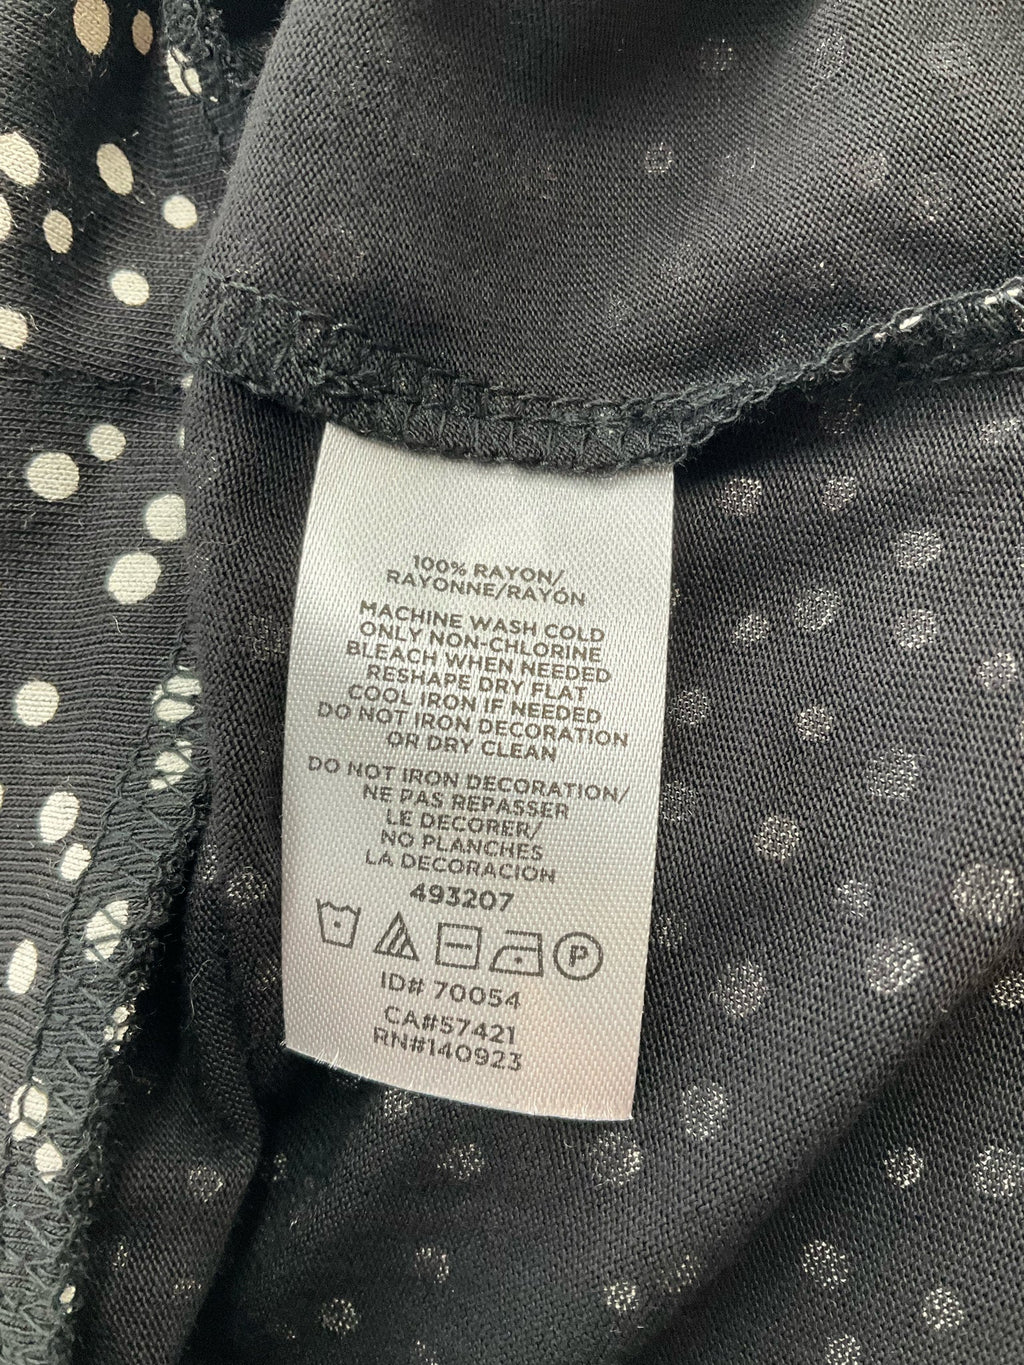 100% RAYON/
RAYONNE/RAYÓN
MACHINE WASH COLD
ONLY NON-CHLORINE
BLEACH WHEN NEEDED
RESHAPE DRY FLAT
COOL IRON IF NEEDED
DO NOT IRON DECORATION
OR DRY CLEAN
DO NOT IRON DECORATION/
NE PAS REPASSER
LE DECORER/
NO PLANCHES
LA DECORACION
493207
P
ID# 70054
CA#57421
RN#140923